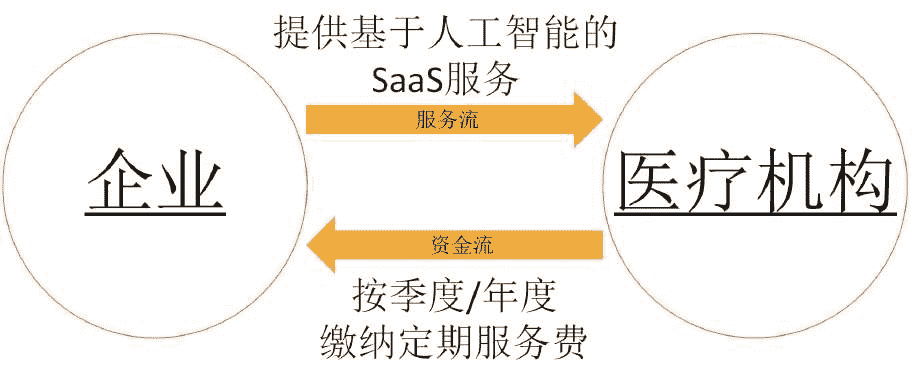 提供基于人工智能的
SaaS服务
服务流
企业
医疗机构
资金流
按季度/年度
缴纳定期服务费